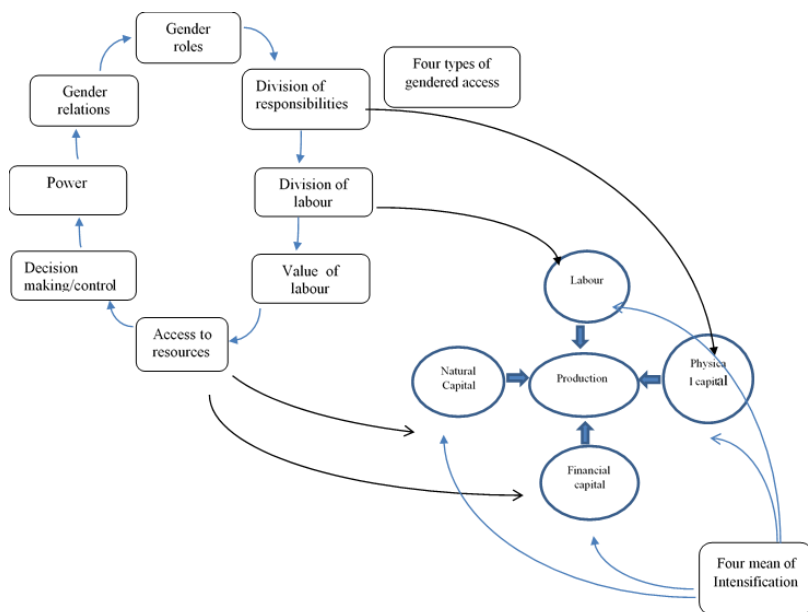 Gender
roles
Four types of
gendered access
Division of
responsibilities
Gender
relations
Division of
labour
Power
Value of
labour
Decision
making/control
Access to
resources
Labour
Natural
Capital
Production
Physica
l capital
Financial
capital
Four mean of
Intensification